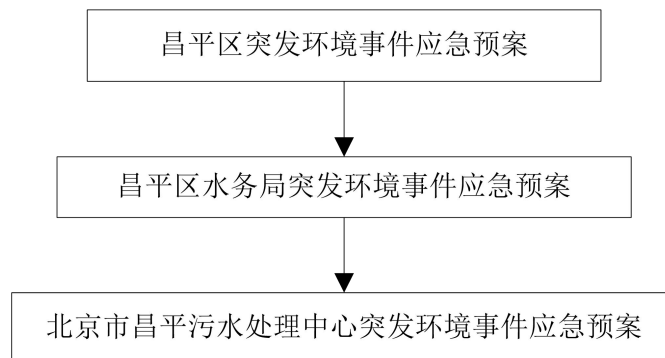 昌平区突发环境事件应急预案
昌平区水务局突发环境事件应急预案
北京市昌平污水处理中心突发环境事件应急预案